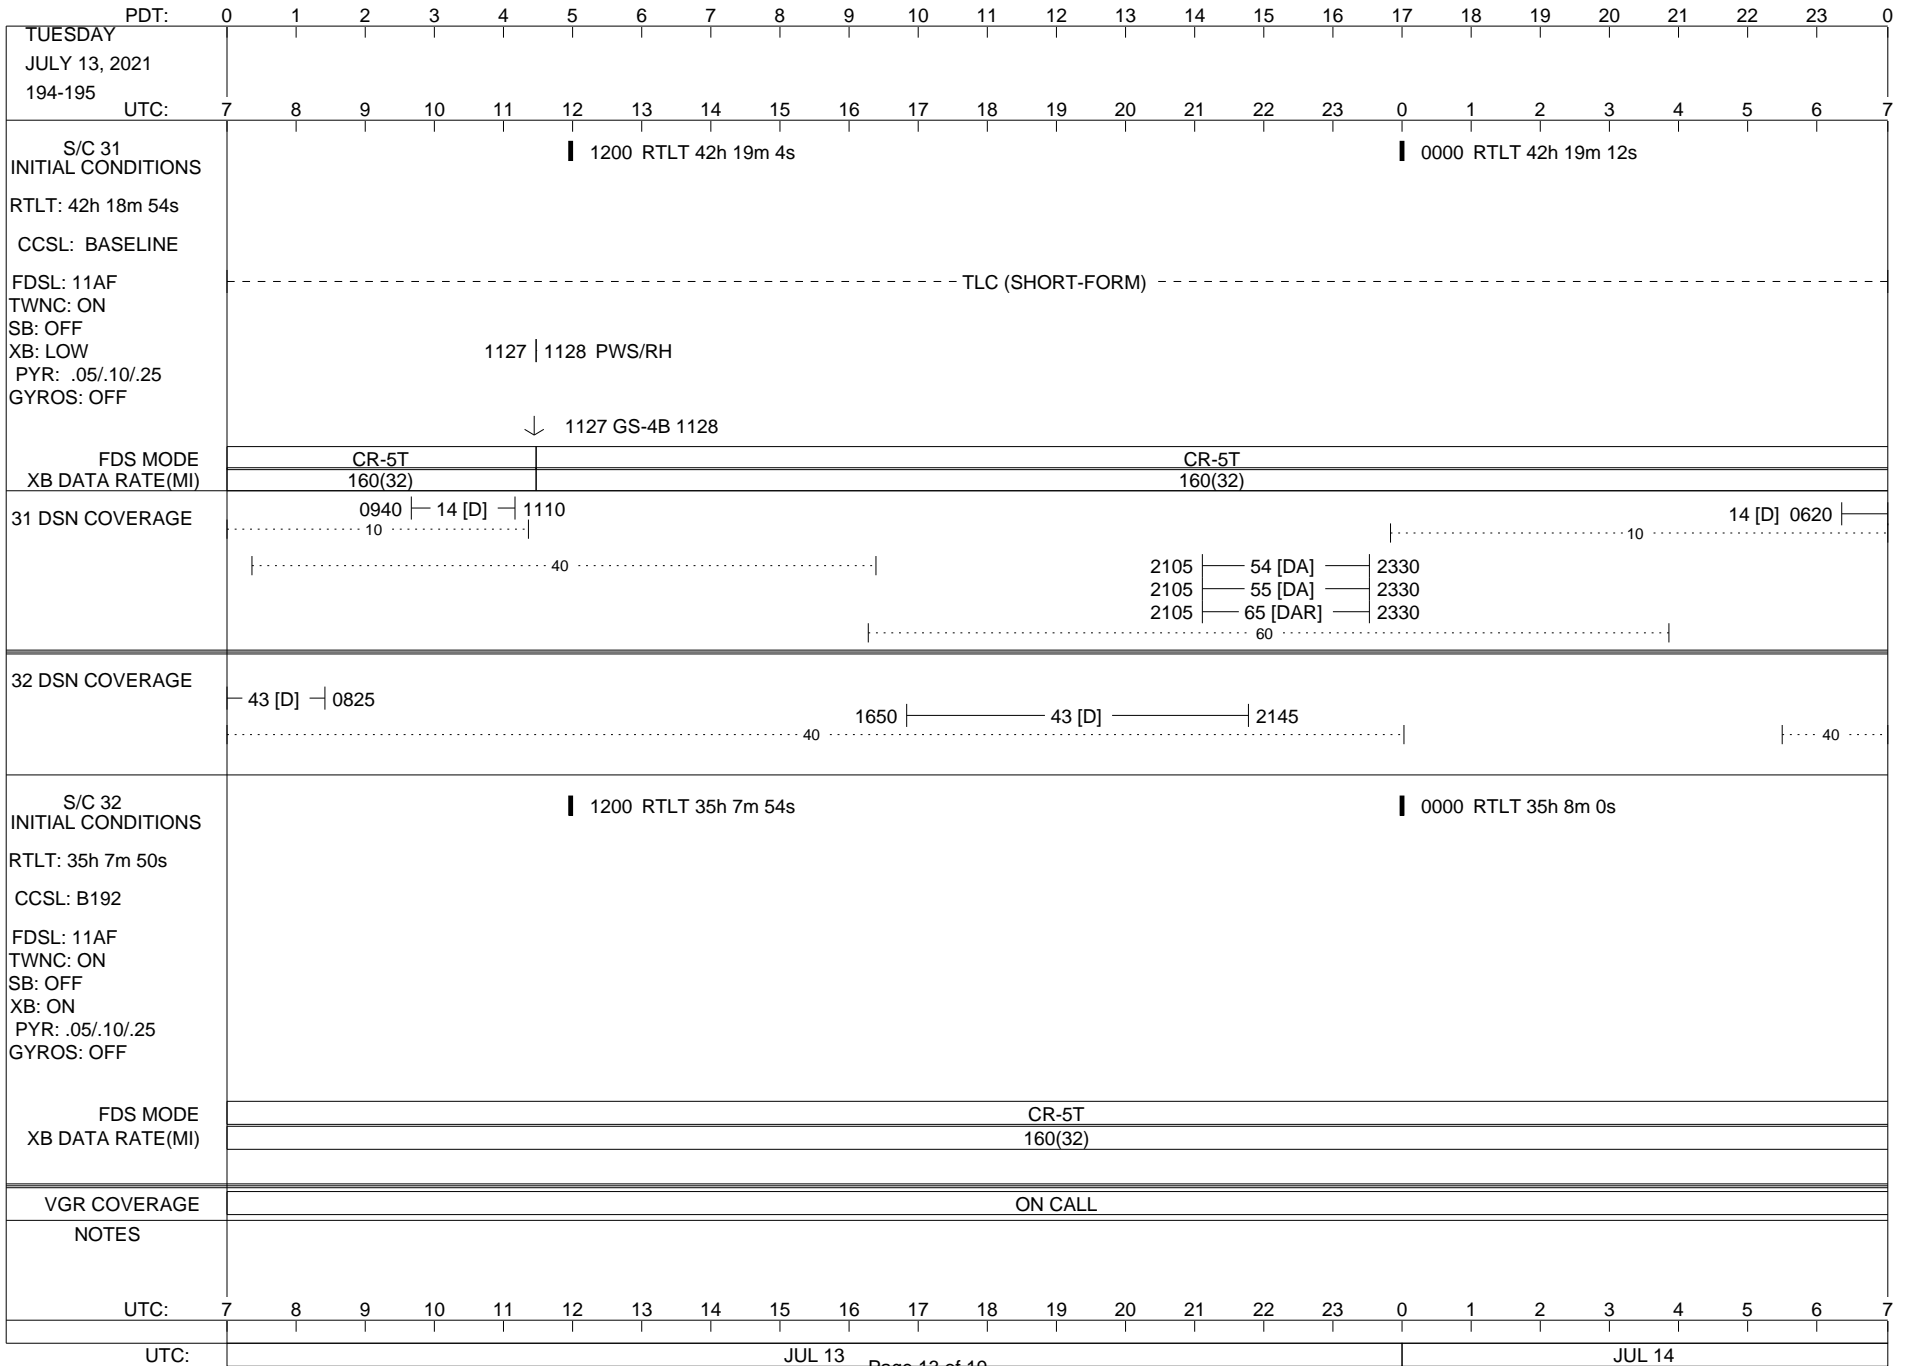 PDT: 0 1 2 3 4 5 6 7 8 9 10 11 12 13 14 15 16 17 18 19 20 21 22 23 0
TUESDAY
JULY 13, 2021
194-195
UTC: 7 8 9 10 11 12 13 14 15 16 17 18 19 20 21 22 23 0 1 2 3 4 5 6 7
S/C 31
INITIAL CONDITIONS
1200 RTLT 42h 19m 4s
0000 RTLT 42h 19m 12s
RTLT: 42h 18m 54s
CCSL: BASELINE
FDSL: 11AF
TLC (SHORT-FORM)
TWNC: ON
SB: OFF
XB: LOW
1127 1128 PWS/RH
PYR: .05/.10/.25
GYROS: OFF
1127 GS-4B 1128
FDS MODE CR-5T CR-5T
XB DATA RATE(MI) 160(32) 160(32)
31 DSN COVERAGE
0940 14 [D] 1110
14 [D] 0620
10 10
40
2105 54 [DA] 2330
2105 55 [DA] 2330
2105 65 [DAR] 2330
60
32 DSN COVERAGE
43 [D] 0825
1650 43 [D] 2145
40 40
S/C 32
INITIAL CONDITIONS
1200 RTLT 35h 7m 54s
0000 RTLT 35h 8m 0s
RTLT: 35h 7m 50s
CCSL: B192
FDSL: 11AF
TWNC: ON
SB: OFF
XB: ON
PYR: .05/.10/.25
GYROS: OFF
FDS MODE CR-5T
XB DATA RATE(MI) 160(32)
VGR COVERAGE ON CALL
NOTES
UTC: 7 8 9 10 11 12 13 14 15 16 17 18 19 20 21 22 23 0 1 2 3 4 5 6 7
UTC: JUL 13 JUL 14
Page 13 of 19